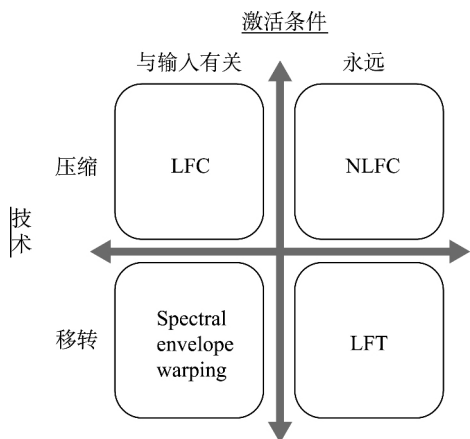 激活条件
与输入有关
永远
压缩
LFC
NLFC
技
术
移转
Spectral
envelope
warping
LFT